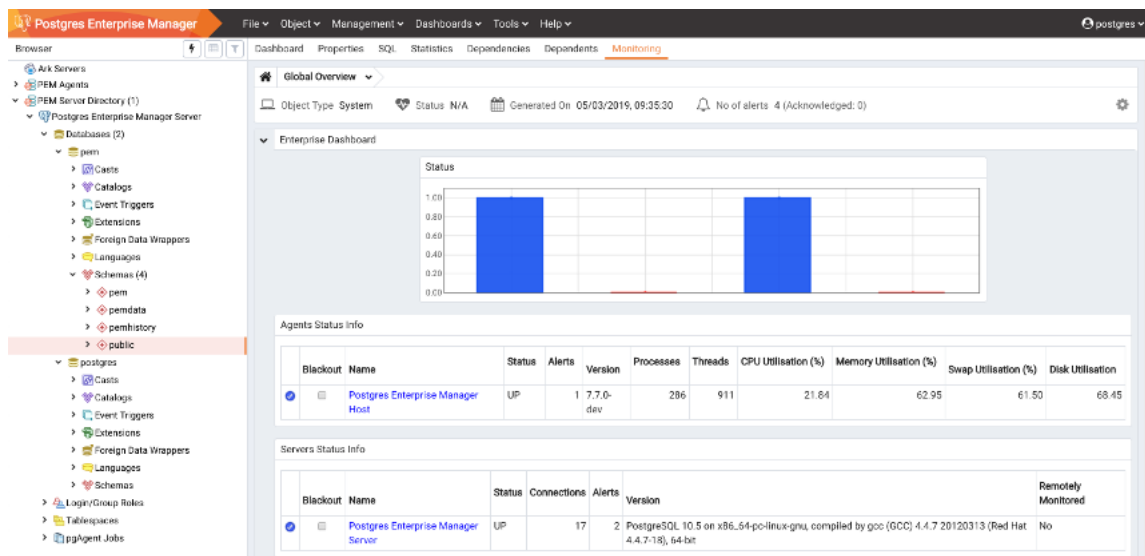 Postgres Enterprise Manager
File Object Management Dashboards Tools Help
postgres
Browser
Dashboard Properties SQL Statistics Dependencies Dependents Monitoring
Ark Servers
PEM Agents
PEM Server Directory (1)
Postgres Enterprise Manager Server
Databases (2)
pem
Casts
Catalogs
Event Triggers
Extensions
Foreign Data Wrappers
Languages
Schemas (4)
pem
pemdata
pemhistory
public
postgres
Casts
Catalogs
Event Triggers
Extensions
Foreign Data Wrappers
Languages
Schemas
Login/Group Roles
Tablespaces
pgAgent Jobs
Global Overview
Object Type System Status N/A Generated On 05/03/2019, 09:35:30 No of alerts 4 (Acknowledged: 0)
Enterprise Dashboard
Status
1.00
0.80
0.60
0.40
0.20
0.00
Agents Status Info
Blackout Name Status Alerts Version Processes Threads CPU Utilisation (%) Memory Utilisation (%) Swap Utilisation (%) Disk Utilisation
Postgres Enterprise Manager UP 1 7.7.0- 286 911 21.84 62.95 61.50 68.45
Host dev
Servers Status Info
Blackout Name Status Connections Alerts Version Remotely
Monitored
Postgres Enterprise Manager UP 17 2 PostgreSQL 10.5 on x86_64-pc-linux-gnu, compiled by gcc (GCC) 4.4.7 20120313 (Red Hat No
Server 4.4.7-18), 64-bit